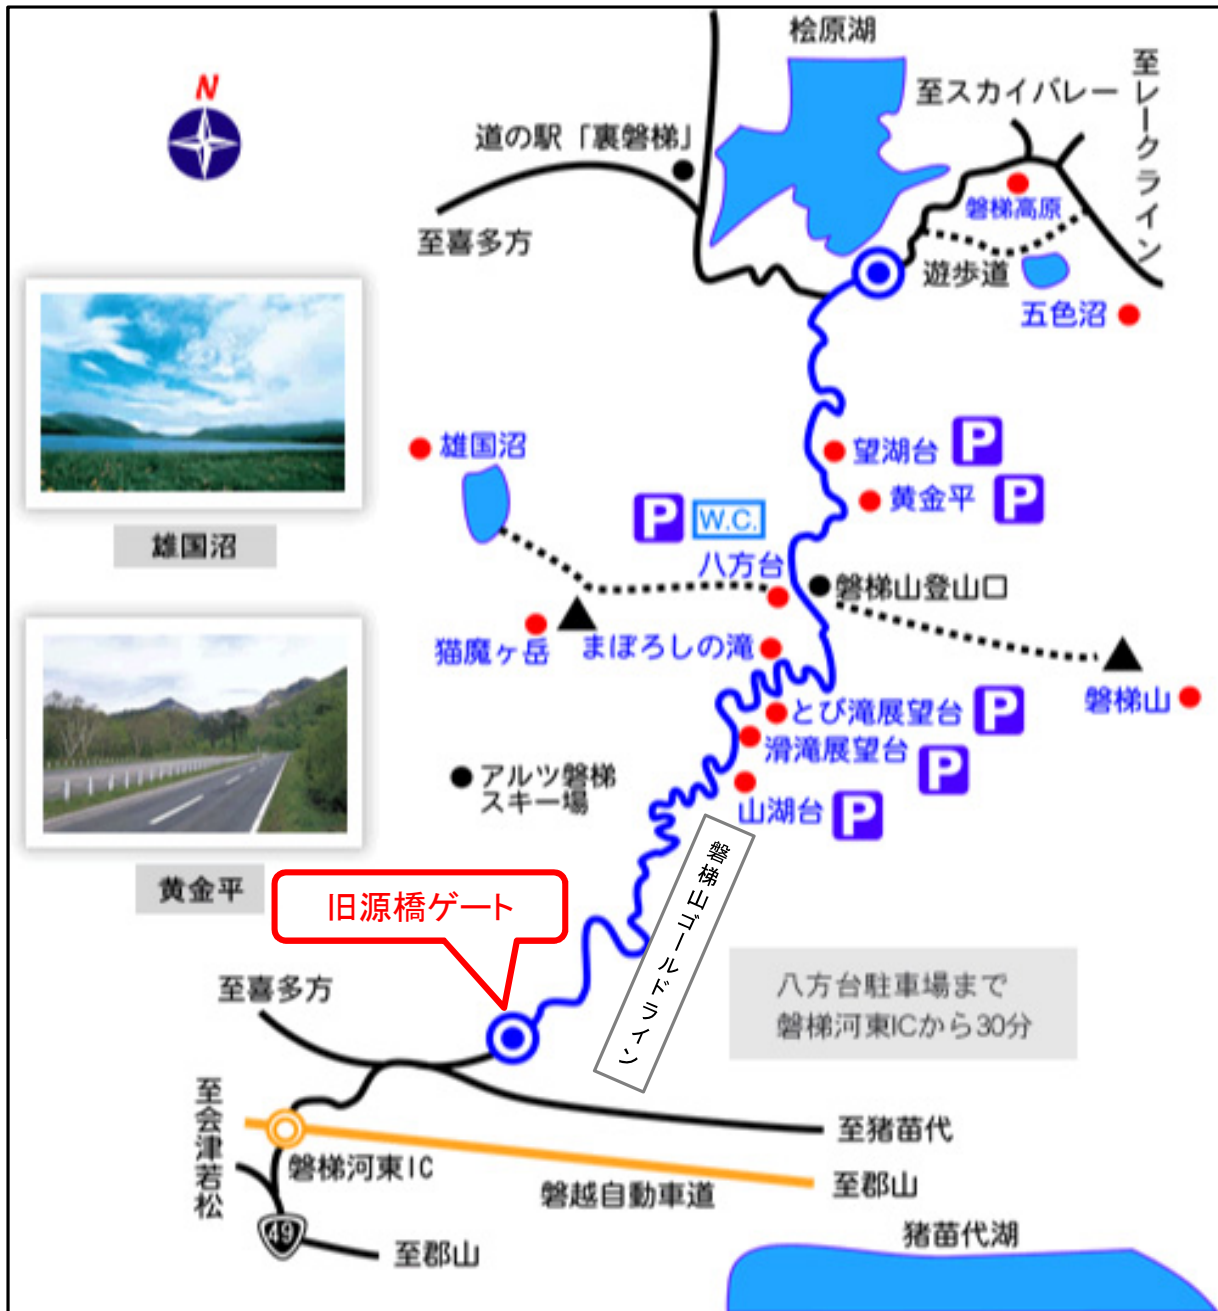 桧原湖
N
至スカイバレー
至レークライン
道の駅「裏磐梯」
磐梯高原
至喜多方
遊歩道
五色沼
雄国沼
望湖台 P
黄金平 P
P W.C.
八方台
雄国沼
磐梯山登山口
猫魔ヶ岳
まぼろしの滝
磐梯山
とび滝展望台 P
滑滝展望台 P
アルツ磐梯
スキー場
山湖台 P
磐梯山ゴールドライン
黄金平
旧源橋ゲート
八方台駐車場まで
磐梯河東ICから30分
至喜多方
至会津若松
至猪苗代
磐梯河東IC
磐越自動車道
至郡山
49
至郡山
猪苗代湖